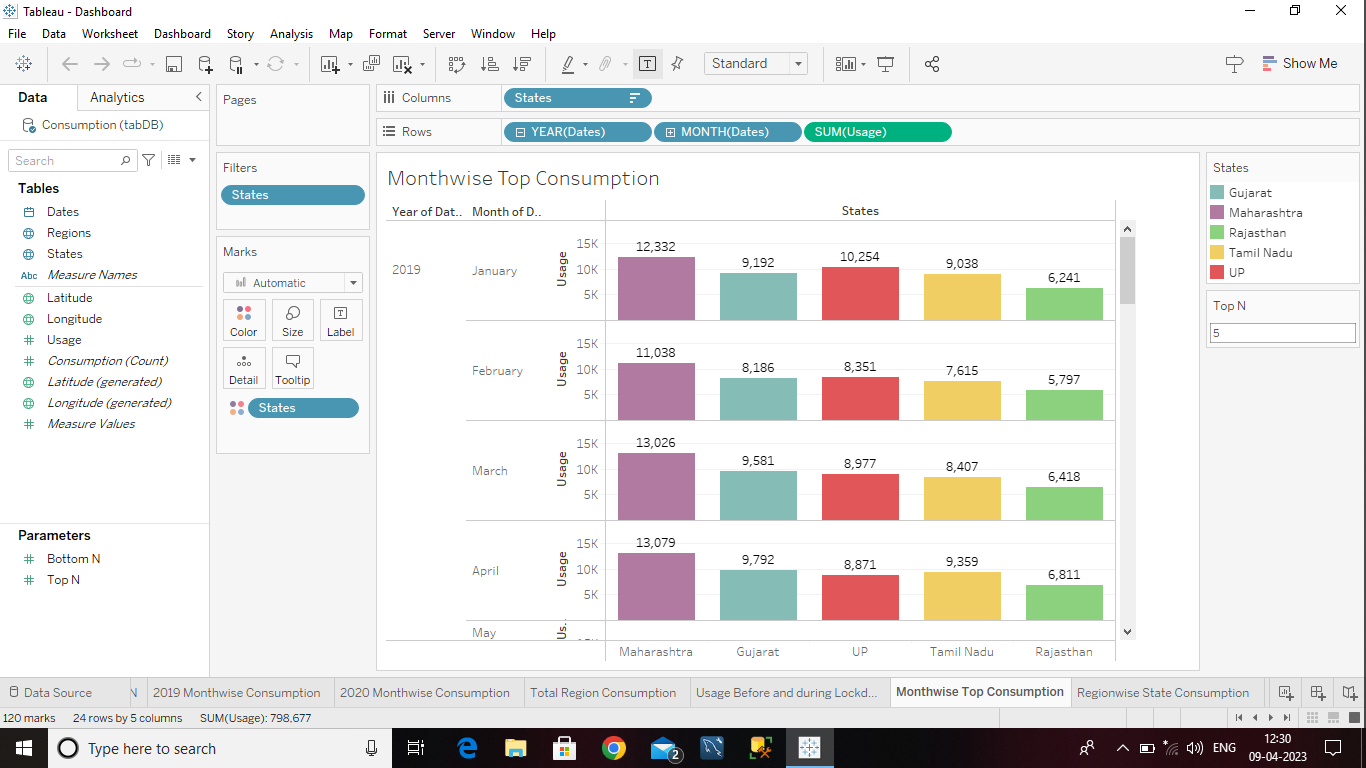 Tableau - Dashboard
File Data Worksheet Dashboard Story Analysis Map Format Server Window Help
Standard
Show Me
Data Analytics
Consumption (tabDB)
Search
Tables
Dates
Regions
States
Abc Measure Names
Latitude
Longitude
Usage
Consumption (Count)
Latitude (generated)
Longitude (generated)
Measure Values
Parameters
Bottom N
Top N
Pages
Filters
States
Marks
Automatic
Color Size Label
Detail Tooltip
States
Columns States
Rows YEAR(Dates) MONTH(Dates) SUM(Usage)
Monthwise Top Consumption
Year of Dat.. Month of D..
States
2019
January
Usage
15K
10K
5K
12,332 9,192 10,254 9,038 6,241
February
Usage
15K
10K
5K
11,038 8,186 8,351 7,615 5,797
March
Usage
15K
10K
5K
13,026 9,581 8,977 8,407 6,418
April
Usage
15K
10K
5K
13,079 9,792 8,871 9,359 6,811
May
Us..
Maharashtra Gujarat UP Tamil Nadu Rajasthan
States
Gujarat
Maharashtra
Rajasthan
Tamil Nadu
UP
Top N
5
Data Source N 2019 Monthwise Consumption 2020 Monthwise Consumption Total Region Consumption Usage Before and during Lockd... Monthwise Top Consumption Regionwise State Consumption
120 marks 24 rows by 5 columns SUM(Usage): 798,677
Type here to search
2
ENG
12:30
09-04-2023